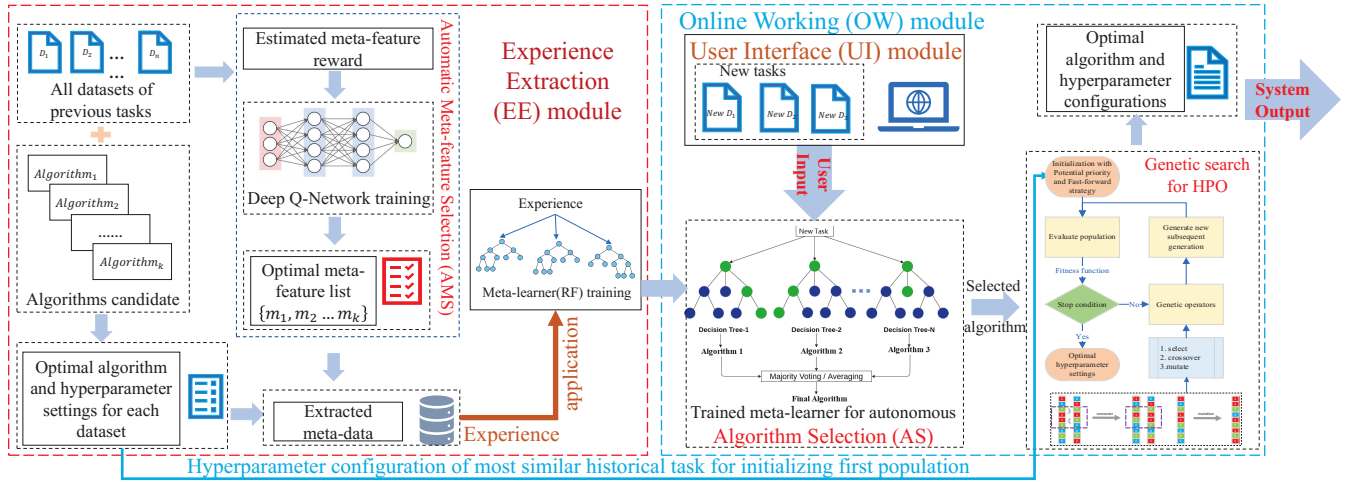 D1
D2
...
Dn
...
All datasets of
previous tasks
Algorithm1
Algorithm2
......
Algorithmk
Algorithms candidate
Optimal algorithm
and hyperparameter
settings for each
dataset
Estimated meta-feature
reward
Deep Q-Network training
Optimal meta-
feature list
{m1, m2 ... mk}
Automatic Meta-feature Selection (AMS)
Extracted
meta-data
Experience
application
Experience
Extraction
(EE) module
Experience
Meta-learner(RF) training
Online Working (OW) module
User Interface (UI) module
New tasks
New D1
New D2
New D3
User
Input
New Task
...
Decision Tree-1
Decision Tree-2
Decision Tree-N
Algorithm 1
Algorithm 2
Algorithm 3
Majority Voting / Averaging
Final Algorithm
Trained meta-learner for autonomous
Algorithm Selection (AS)
Selected
algorithm
Optimal
algorithm and
hyperparameter
configurations
System
Output
Genetic search
for HPO
Initialization with
Potential priority
and Fast-forward
strategy
Evaluate population
Generate new
subsequent
generation
Fitness function
Stop condition
No
Genetic operators
Yes
Optimal
hyperparameter
settings
1. select
2. crossover
3.mutate
Hyperparameter configuration of most similar historical task for initializing first population